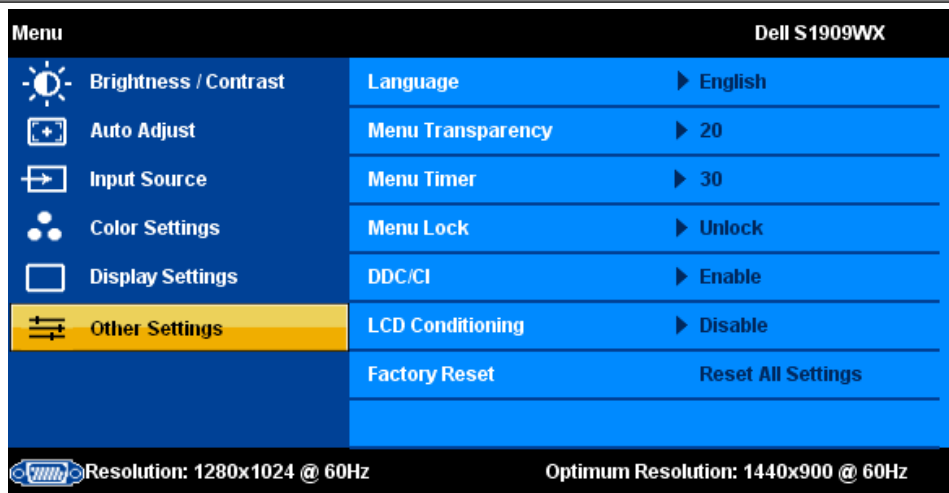 Menu Dell S1909WX
Brightness / Contrast Language English
Auto Adjust Menu Transparency 20
Input Source Menu Timer 30
Color Settings Menu Lock Unlock
Display Settings DDC/CI Enable
Other Settings LCD Conditioning Disable
Factory Reset Reset All Settings
Resolution: 1280x1024 @ 60Hz Optimum Resolution: 1440x900 @ 60Hz